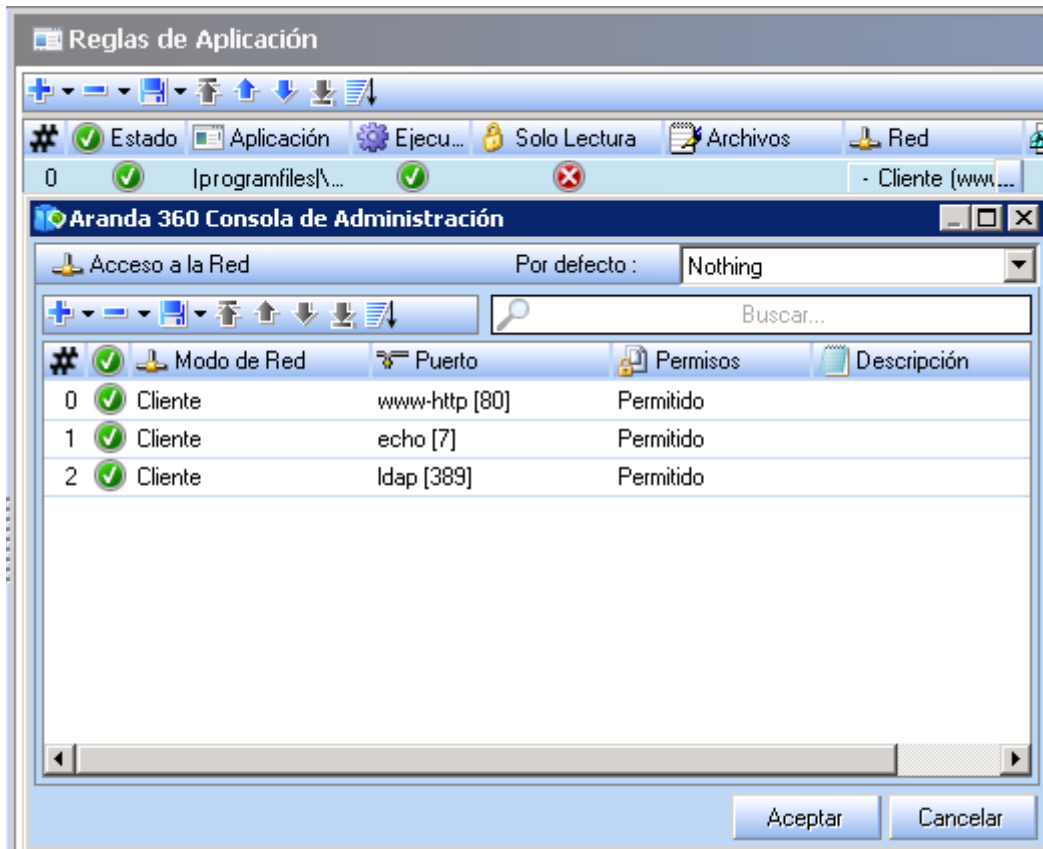 Reglas de Aplicación
# Estado Aplicación Ejecu... Solo Lectura Archivos Red
0 |programfiles|\... - Cliente (www...
Aranda 360 Consola de Administración
Acceso a la Red Por defecto : Nothing
Buscar...
# Modo de Red Puerto Permisos Descripción
0 Cliente www-http [80] Permitido
1 Cliente echo [7] Permitido
2 Cliente ldap [389] Permitido
Aceptar Cancelar